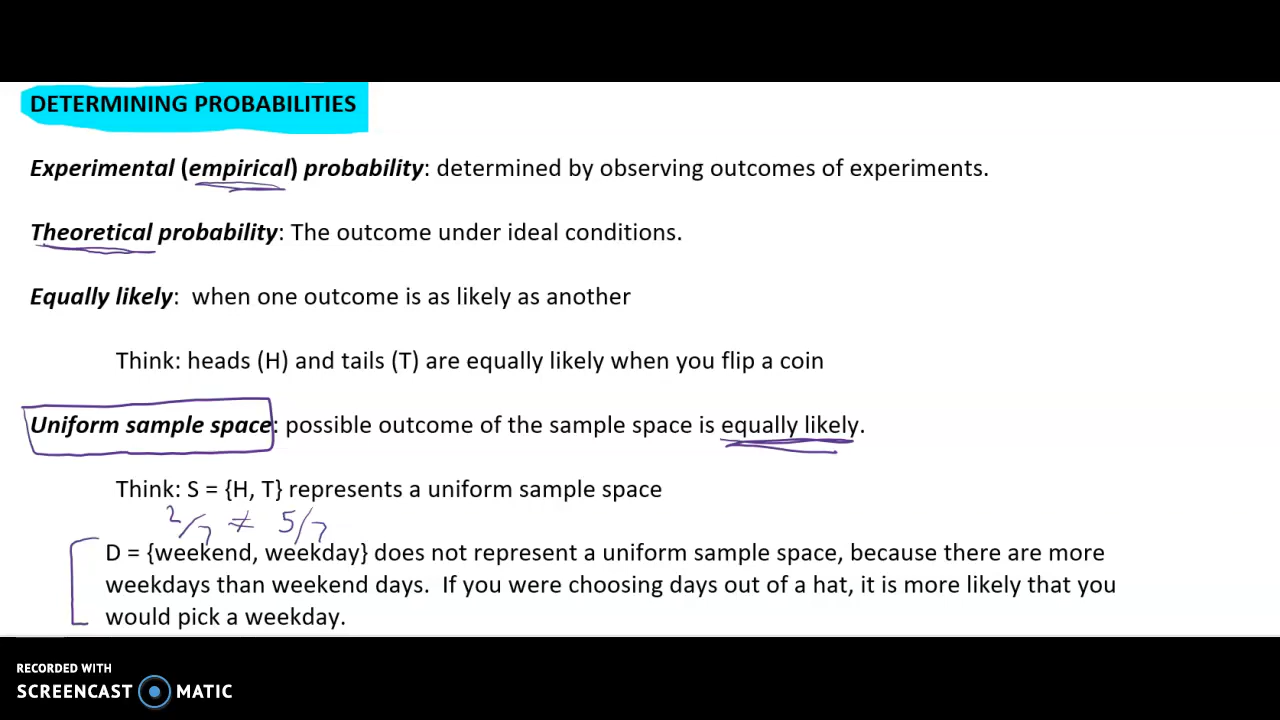 DETERMINING PROBABILITIES
Experimental (empirical) probability: determined by observing outcomes of experiments.
Theoretical probability: The outcome under ideal conditions.
Equally likely: when one outcome is as likely as another
Think: heads (H) and tails (T) are equally likely when you flip a coin
Uniform sample space: possible outcome of the sample space is equally likely.
Think: S = {H, T} represents a uniform sample space
2/7 ≠ 5/7
D = {weekend, weekday} does not represent a uniform sample space, because there are more
weekdays than weekend days. If you were choosing days out of a hat, it is more likely that you
would pick a weekday.
RECORDED WITH
SCREENCAST MATIC